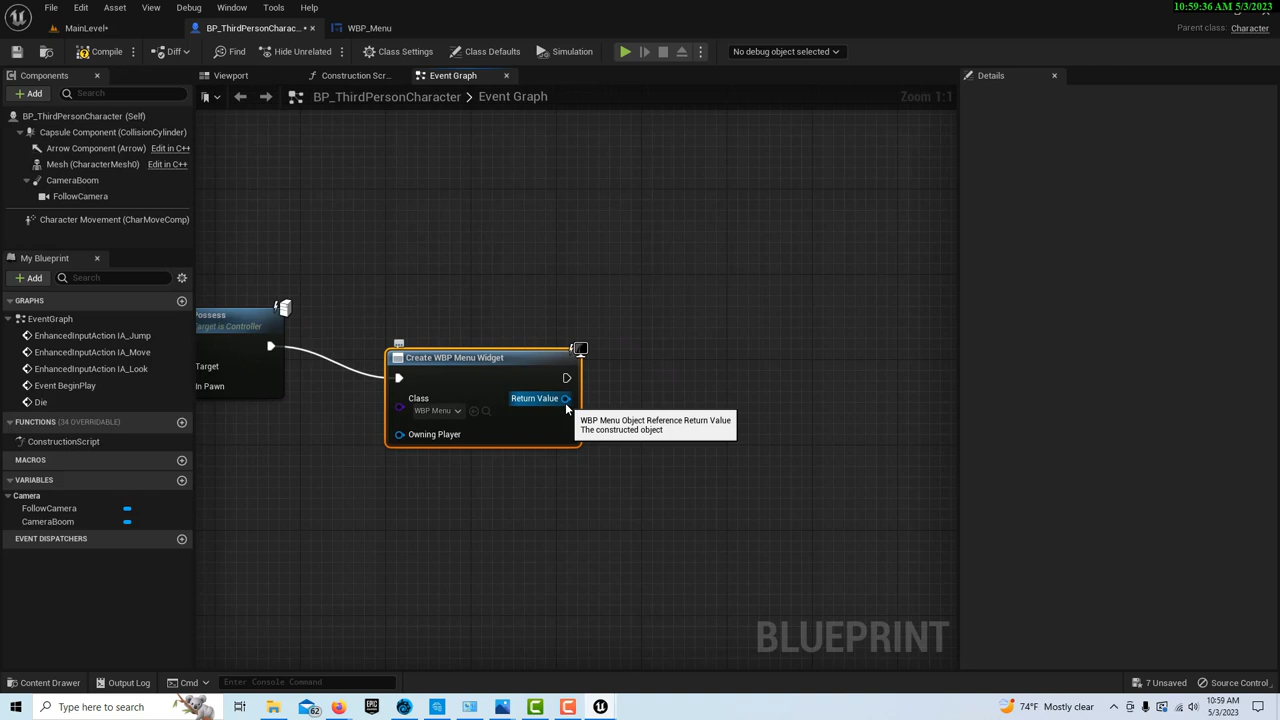 10:59:36 AM 5/3/2023
File Edit Asset View Debug Window Tools Help
MainLevel• BP_ThirdPersonCharac...• WBP_Menu Parent class: Character
Compile Diff Find Hide Unrelated Class Settings Class Defaults Simulation No debug object selected
Components Viewport Construction Scr... Event Graph Details
Add Search BP_ThirdPersonCharacter > Event Graph Zoom 1:1
BP_ThirdPersonCharacter (Self)
Capsule Component (CollisionCylinder)
Arrow Component (Arrow) Edit in C++
Mesh (CharacterMesh0) Edit in C++
CameraBoom
FollowCamera
Character Movement (CharMoveComp)
My Blueprint
Add Search
GRAPHS
EventGraph
EnhancedInputAction IA_Jump
EnhancedInputAction IA_Move
EnhancedInputAction IA_Look
Event BeginPlay
Die
FUNCTIONS (34 OVERRIDABLE)
ConstructionScript
MACROS
VARIABLES
Camera
FollowCamera
CameraBoom
EVENT DISPATCHERS
Possess
Target is Controller
Target
In Pawn
Create WBP Menu Widget
Class
WBP Menu
Return Value
Owning Player
WBP Menu Object Reference Return Value
The constructed object
BLUEPRINT
Content Drawer Output Log Cmd Enter Console Command 7 Unsaved Source Control
Type here to search 62 74°F Mostly clear 10:59 AM
5/3/2023